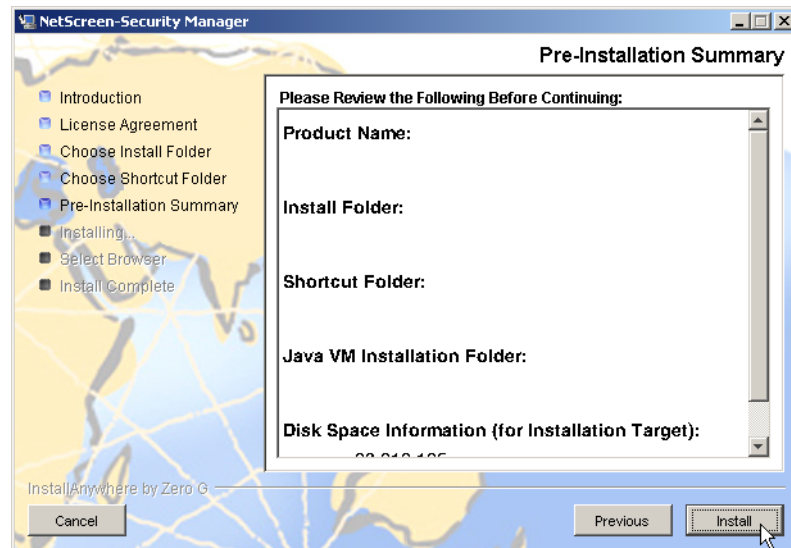 NetScreen-Security Manager
Pre-Installation Summary
Introduction
License Agreement
Choose Install Folder
Choose Shortcut Folder
Pre-Installation Summary
Installing...
Select Browser
Install Complete
Please Review the Following Before Continuing:
Product Name:
Install Folder:
Shortcut Folder:
Java VM Installation Folder:
Disk Space Information (for Installation Target):
InstallAnywhere by Zero G
Cancel
Previous
Install